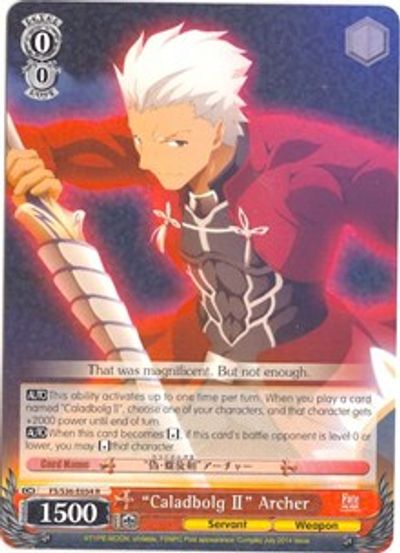 0
0
That was magnificent. But not enough.
AUTO This ability activates up to one time per turn. When you play a card
named "Caladbolg II", choose one of your characters, and that character gets
+2000 power until end of turn.
AUTO When this card becomes [-], if this card's battle opponent is level 0 or
lower, you may [-] that character.
Card Name "偽・螺旋剣"アーチャー
FS/S36-E054 R
"Caladbolg II" Archer
1500
Servant Weapon
Fate